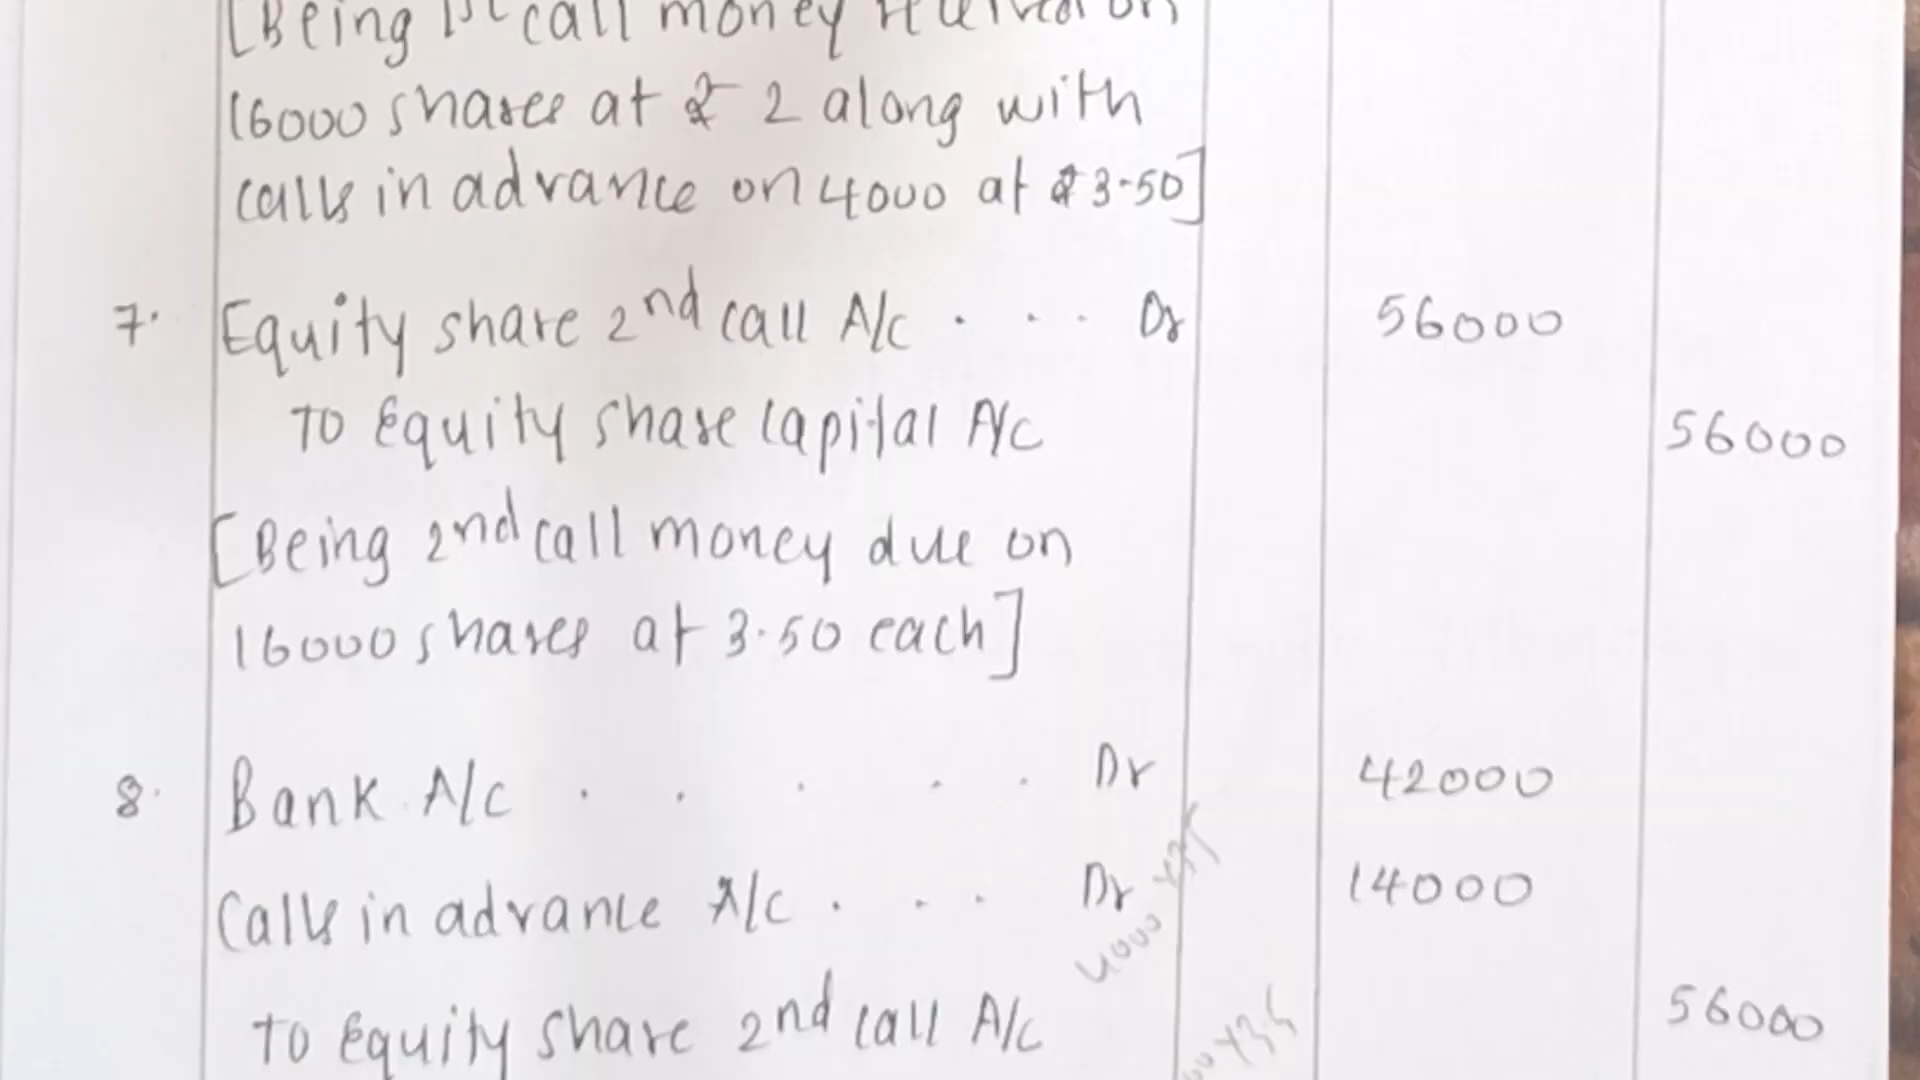 [Being 1st call money received on
16000 shares at ₹ 2 along with
calls in advance on 4000 at ₹ 3.50]
7. Equity share 2nd call A/c . . . Dr 56000
To Equity share capital A/c 56000
[Being 2nd call money due on
16000 shares at 3.50 each]
8. Bank A/c . . . . . Dr 42000
Calls in advance A/c . . . Dr 14000
4000
To Equity share 2nd call A/c 56000